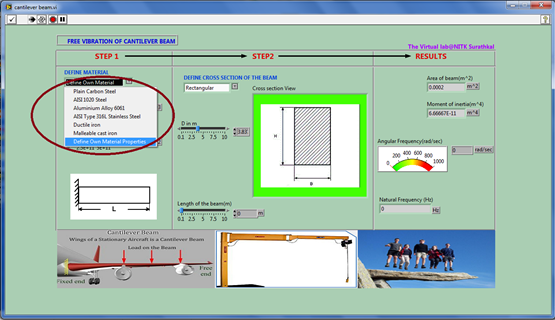 cantilever beam.vi
FREE VIBRATION OF CANTILEVER BEAM
The Virtual lab@NITK Surathkal
STEP 1
STEP2
RESULTS
DEFINE MATERIAL
Define Own Material
Plain Carbon Steel
AISI 1020 Steel
Aluminium Alloy 6061
AISI Type 316L Stainless Steel
Ductile iron
Malleable cast iron
Define Own Material Properties
L
DEFINE CROSS SECTION OF THE BEAM
Rectangular
Cross section View
D in m
0.1 2.5 5 7.5 10
H
B
Length of the beam(m)
0.1 2.5 5 7.5 10
0 m
Area of beam(m^2)
0.0002 m^2
Moment of inertia(m^4)
6.66667E-11 m^4
Angular Frequency(rad/sec)
0 200 400 600 800 1000
0 rad/sec
Natural Frequency (Hz)
0 Hz
Cantilever Beam
Wings of a Stationary Aircraft is a Cantilever Beam
Load on the Beam
Fixed end
Free end